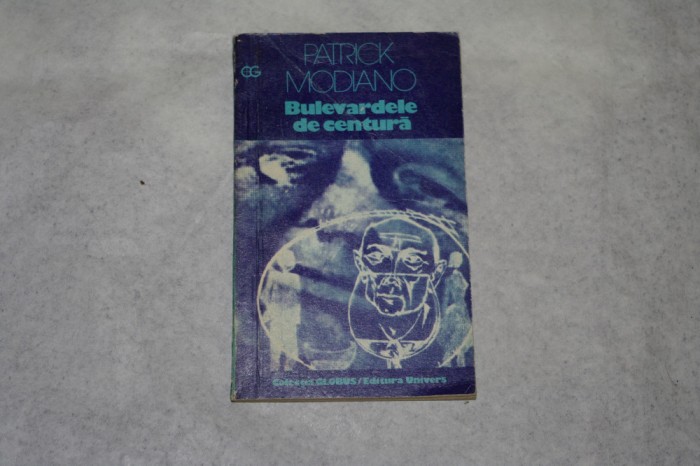 PATRICK
MODIANO
CG
Bulevardele
de centură
Colecția GLOBUS/Editura Univers